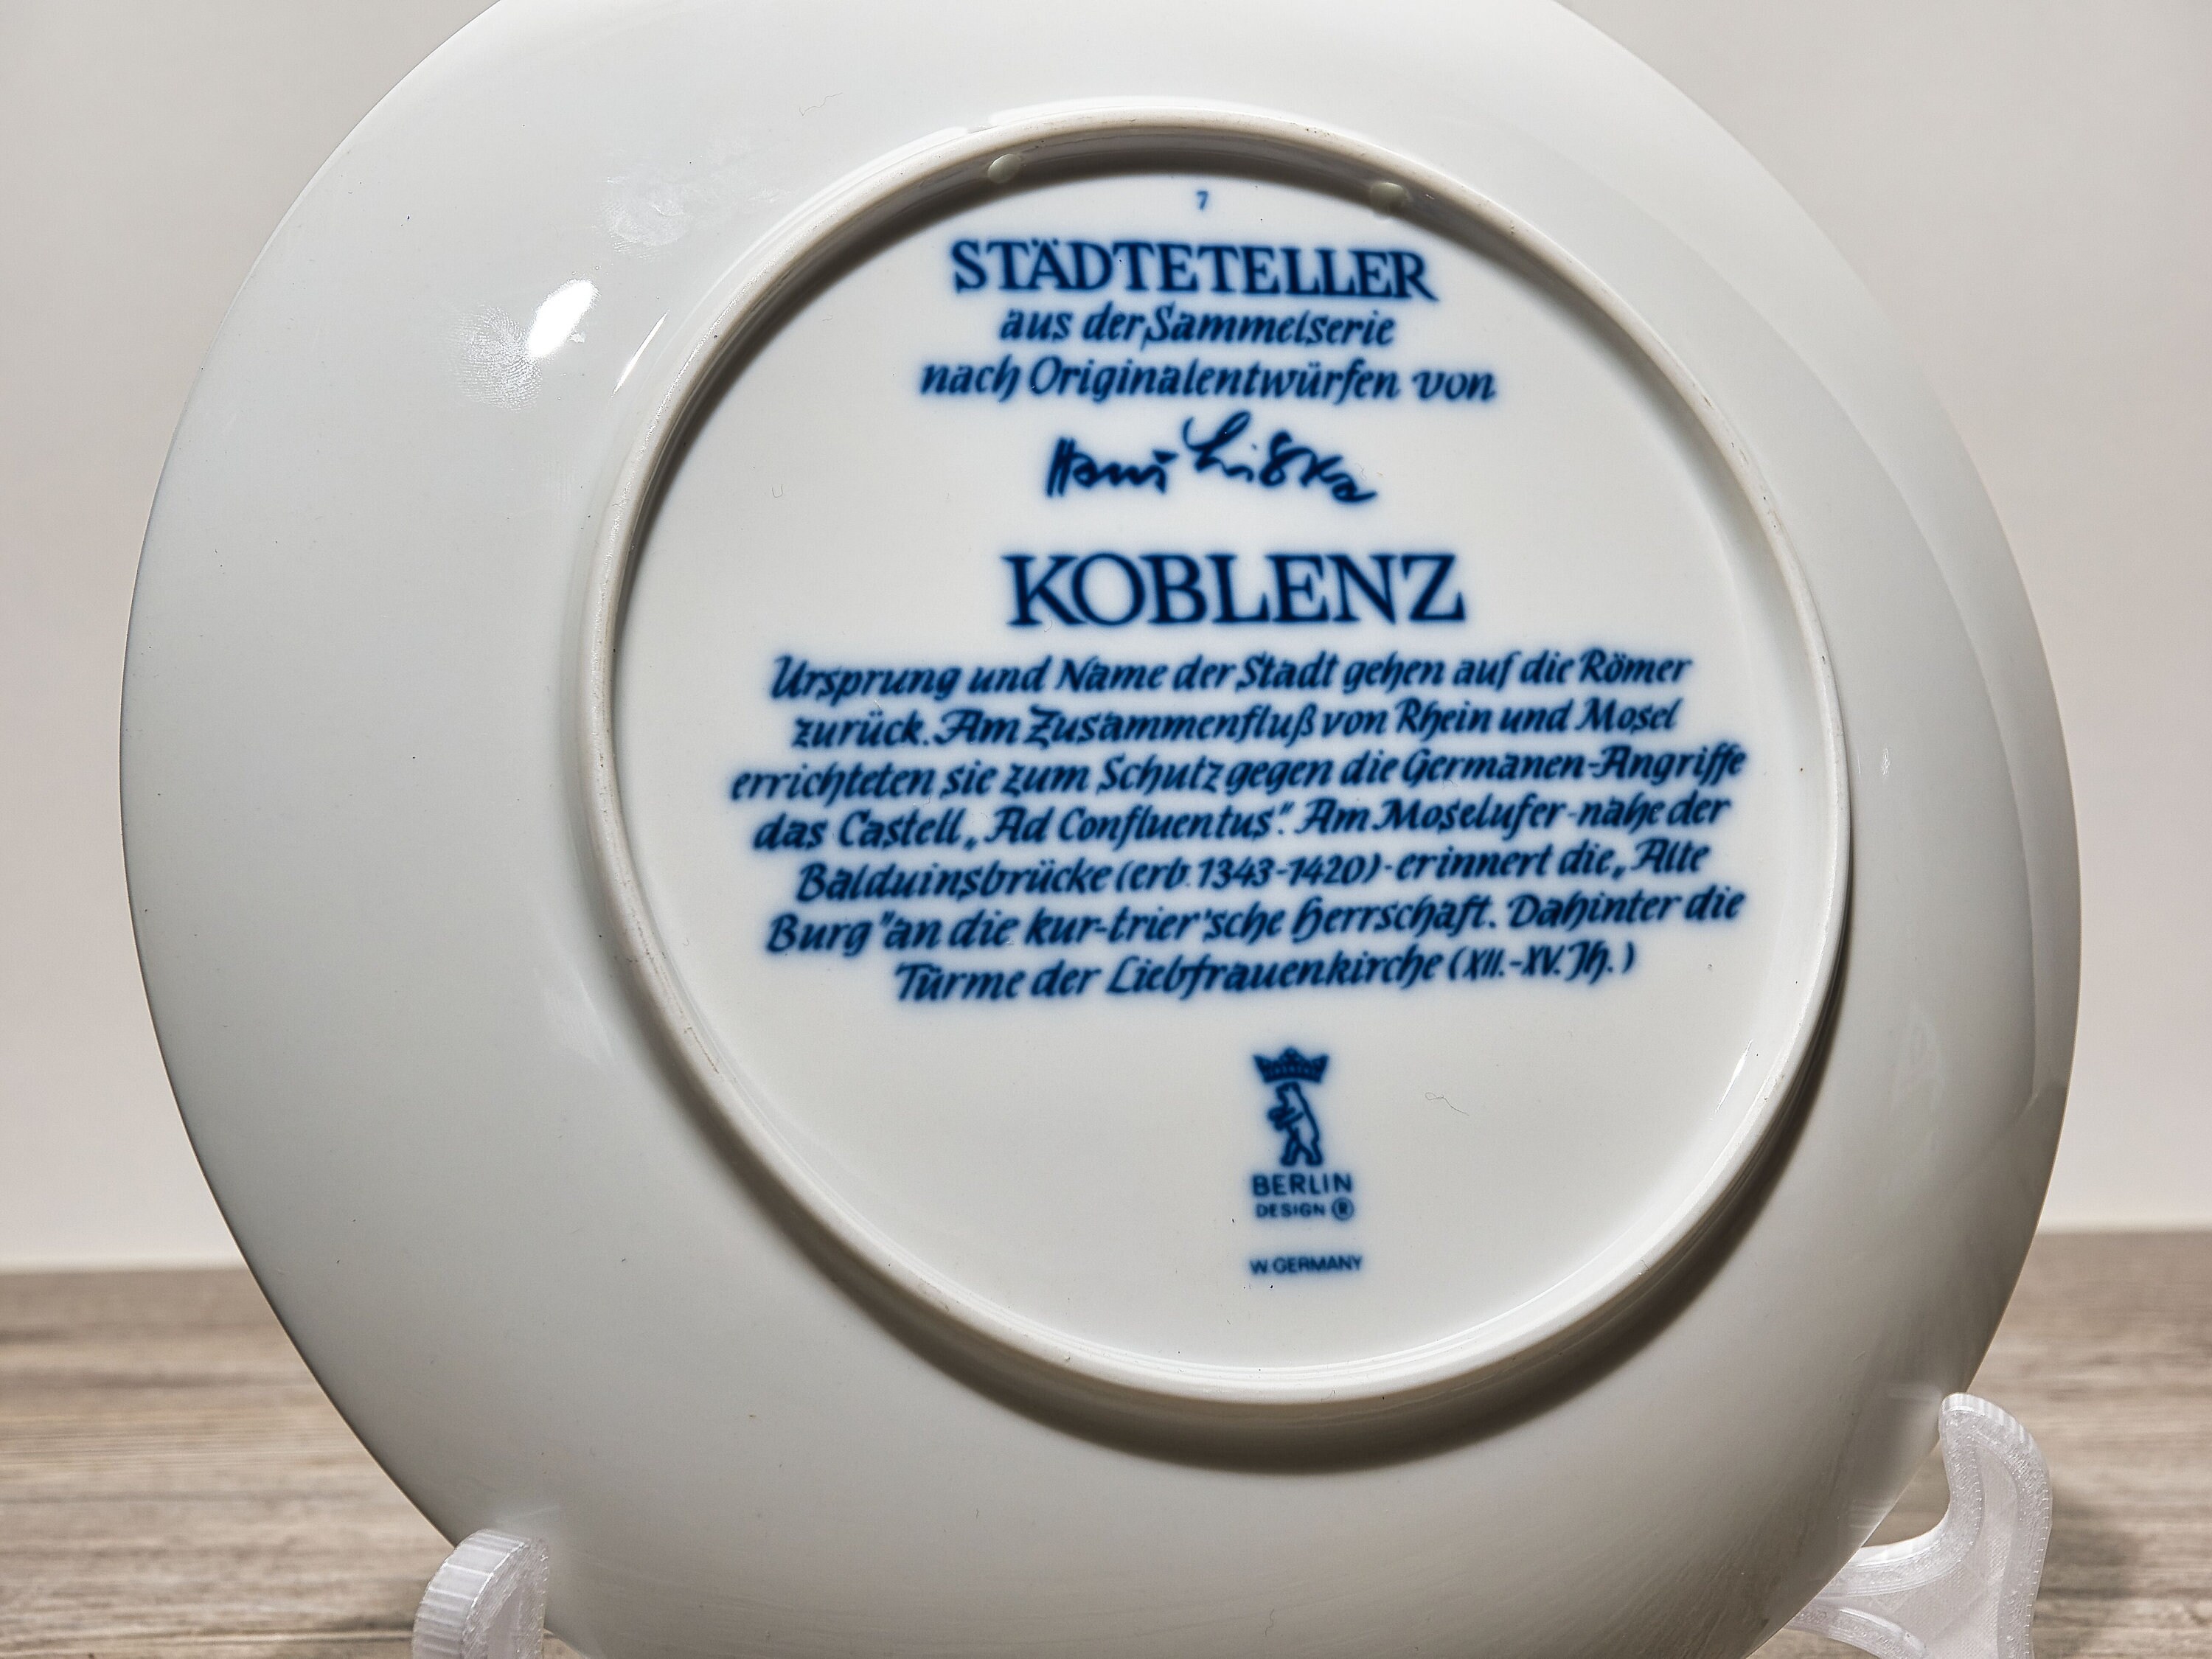 7
STÄDTETELLER
aus der Sammelserie
nach Originalentwürfen von
Hans Liska
KOBLENZ
Ursprung und Name der Stadt gehen auf die Römer
zurück. Am Zusammenfluß von Rhein und Mosel
errichteten sie zum Schutz gegen die Germanen-Angriffe
das Castell „Ad Confluentus". Am Moselufer-nahe der
Balduinsbrücke (erb. 1343-1420)-erinnert die „Alte
Burg" an die kur-trier'sche Herrschaft. Dahinter die
Türme der Liebfrauenkirche (XII.-XV. Jh.)
BERLIN
DESIGN ®
W. GERMANY